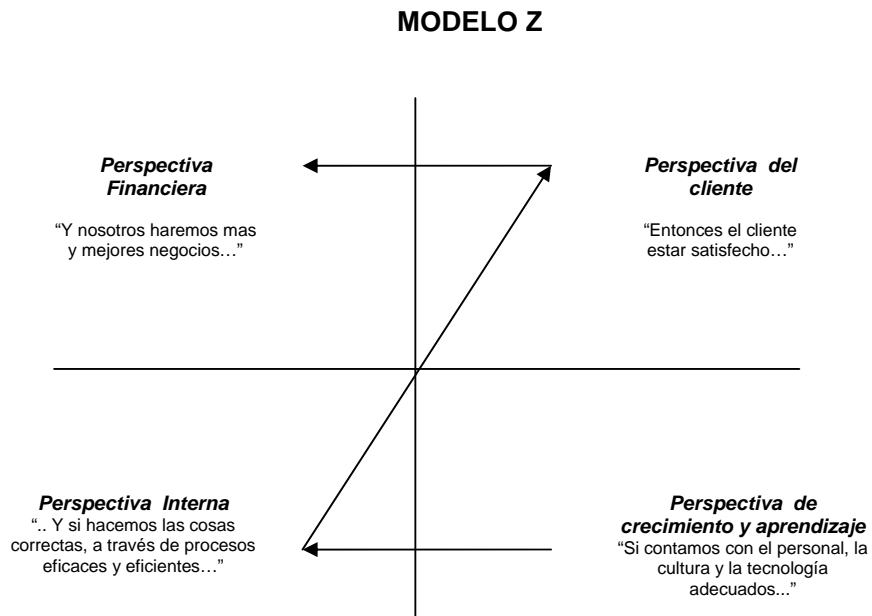 MODELO Z
Perspectiva
Financiera
“Y nosotros haremos mas
y mejores negocios…”
Perspectiva del
cliente
“Entonces el cliente
estar satisfecho…”
Perspectiva Interna
“.. Y si hacemos las cosas
correctas, a través de procesos
eficaces y eficientes…”
Perspectiva de
crecimiento y aprendizaje
“Si contamos con el personal, la
cultura y la tecnología
adecuados...”